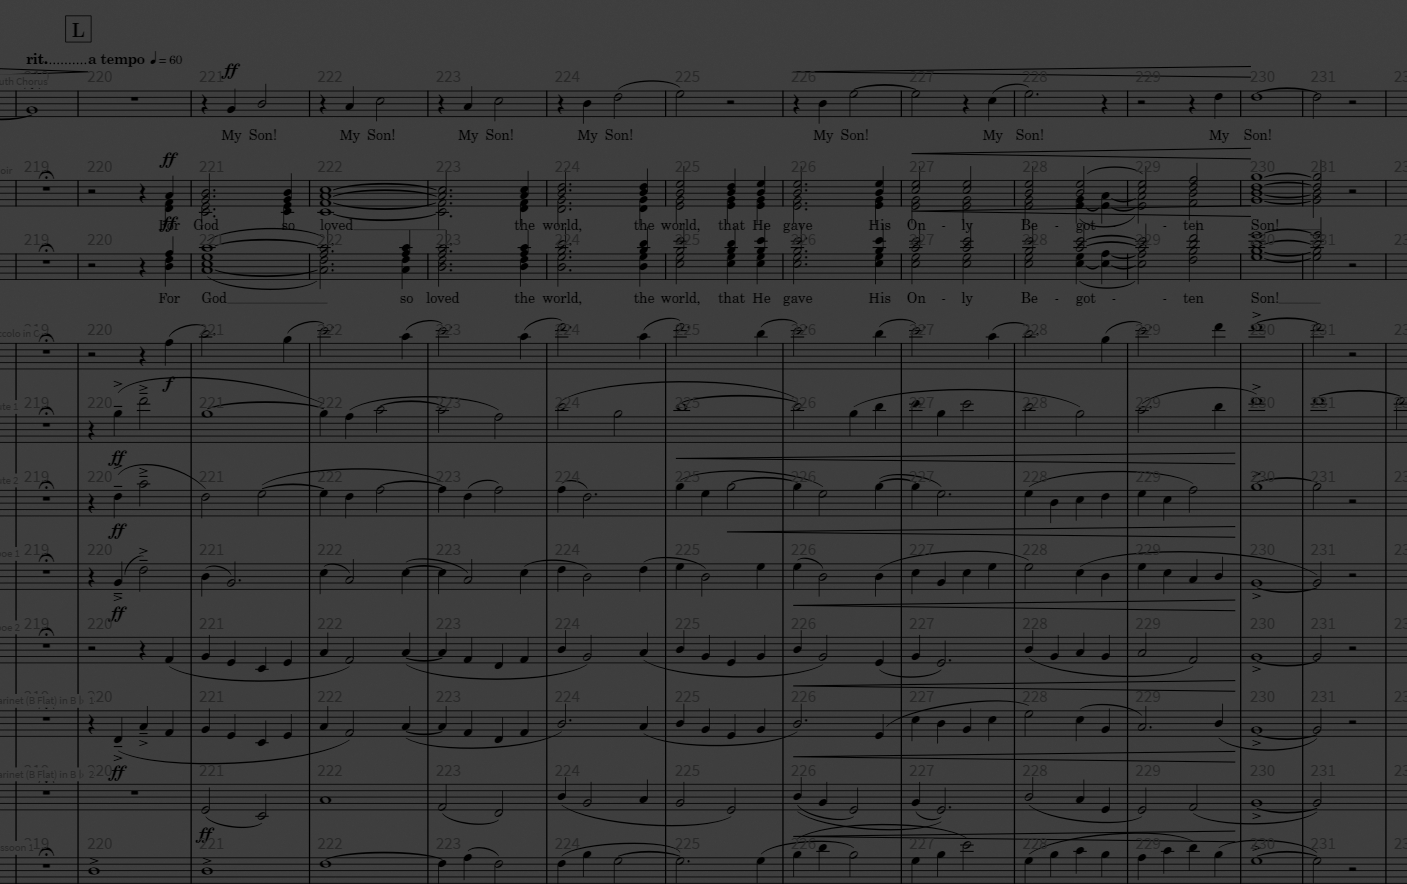 L
rit..........a tempo ♩= 60
uth Chorus
220 221 222 223 224 225 226 227 228 229 230 231
ff
My Son! My Son! My Son! My Son! My Son! My Son! My Son!
oir
219 220 221 222 223 224 225 226 227 228 229 230 231
ff
For God so loved the world, the world, that He gave His On - ly Be - got - ten Son!
ff
219 220 221 222 223 224 225 226 227 228 229 230 231
For God so loved the world, the world, that He gave His On - ly Be - got - - ten Son!
ccolo in C
219 220 221 222 223 224 225 226 227 228 229 230 231
f
ute 1
219 220 221 222 223 224 225 226 227 228 229 230 231
ff
ute 2
219 220 221 222 223 224 225 226 227 228 229 230 231
ff
boe 1
219 220 221 222 223 224 225 226 227 228 229 230 231
ff
boe 2
219 220 221 222 223 224 225 226 227 228 229 230 231
arinet (B Flat) in B♭ 1
220 221 222 223 224 225 226 227 228 229 230 231
ff
arinet (B Flat) in B♭ 2
220 221 222 223 224 225 226 227 228 229 230 231
ff
assoon 1
219 220 221 222 223 224 225 226 227 228 229 230 231